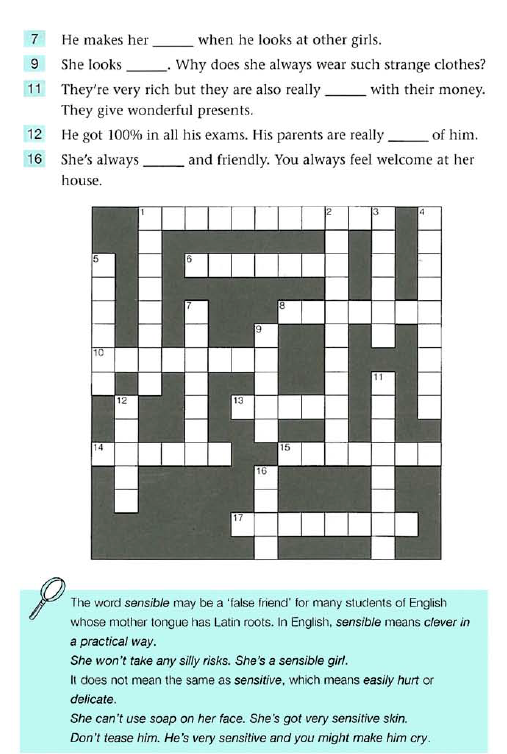 7 He makes her _____ when he looks at other girls.
9 She looks _____. Why does she always wear such strange clothes?
11 They're very rich but they are also really _____ with their money.
They give wonderful presents.
12 He got 100% in all his exams. His parents are really _____ of him.
16 She's always _____ and friendly. You always feel welcome at her
house.
1 2 3 4
5 6
7 8
9
10
11
12 13
14 15
16
17
The word sensible may be a 'false friend' for many students of English
whose mother tongue has Latin roots. In English, sensible means clever in
a practical way.
She won't take any silly risks. She's a sensible girl.
It does not mean the same as sensitive, which means easily hurt or
delicate.
She can't use soap on her face. She's got very sensitive skin.
Don't tease him. He's very sensitive and you might make him cry.